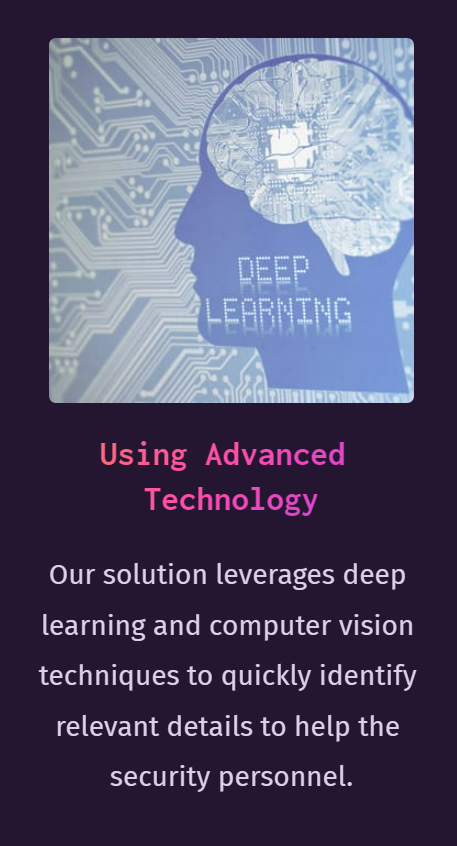 DEEP
LEARNING
Using Advanced
Technology
Our solution leverages deep
learning and computer vision
techniques to quickly identify
relevant details to help the
security personnel.